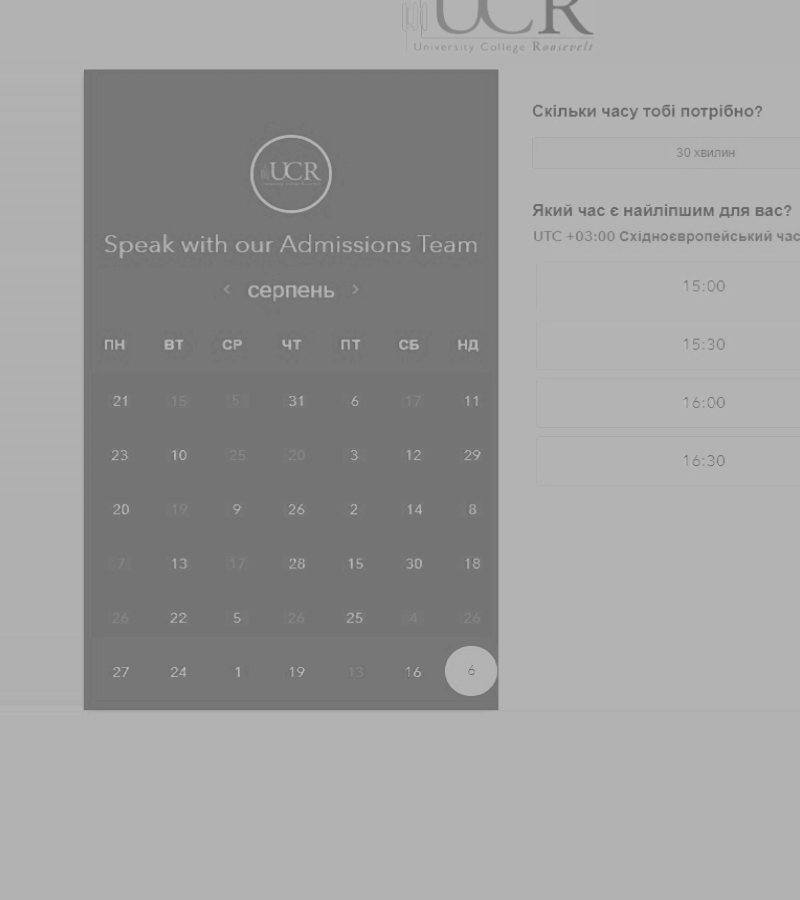 UCR
University College Roosevelt
UCR
Speak with our Admissions Team
< серпень >
ПН ВТ СР ЧТ ПТ СБ НД
21 15 5 31 6 17 11
23 10 25 20 3 12 29
20 19 9 26 2 14 8
7 13 17 28 15 30 18
26 22 5 26 25 4 26
27 24 1 19 13 16 6
Скільки часу тобі потрібно?
30 хвилин
Який час є найліпшим для вас?
UTC +03:00 Східноєвропейський час
15:00
15:30
16:00
16:30